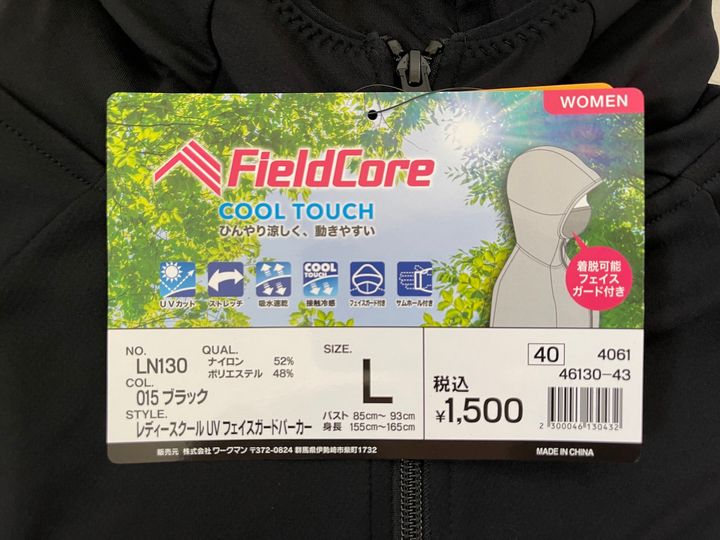 WOMEN
FieldCore
COOL TOUCH
ひんやり涼しく、動きやすい
着脱可能
フェイス
ガード付き
COOL
TOUCH
UVカット ストレッチ 吸水速乾 接触冷感 フェイスガード付き サムホール付き
NO. QUAL. SIZE.
LN130 ナイロン 52%
ポリエステル 48%
COL.
015 ブラック
L
STYLE.
レディースクール UV フェイスガードパーカー
バスト 85cm〜 93cm
身長 155cm〜165cm
販売元 株式会社 ワークマン 〒372-0824 群馬県伊勢崎市柴町1732
40 4061
46130-43
税込
¥1,500
2 300046 130432
MADE IN CHINA